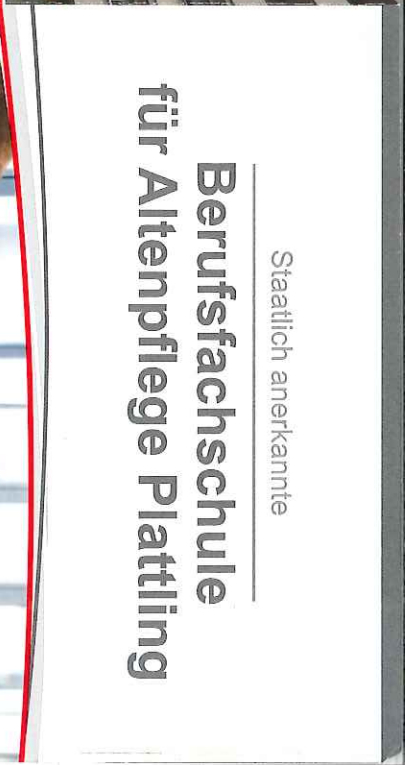 Staatlich anerkannte
Berufsfachschule
für Altenpflege Plattling